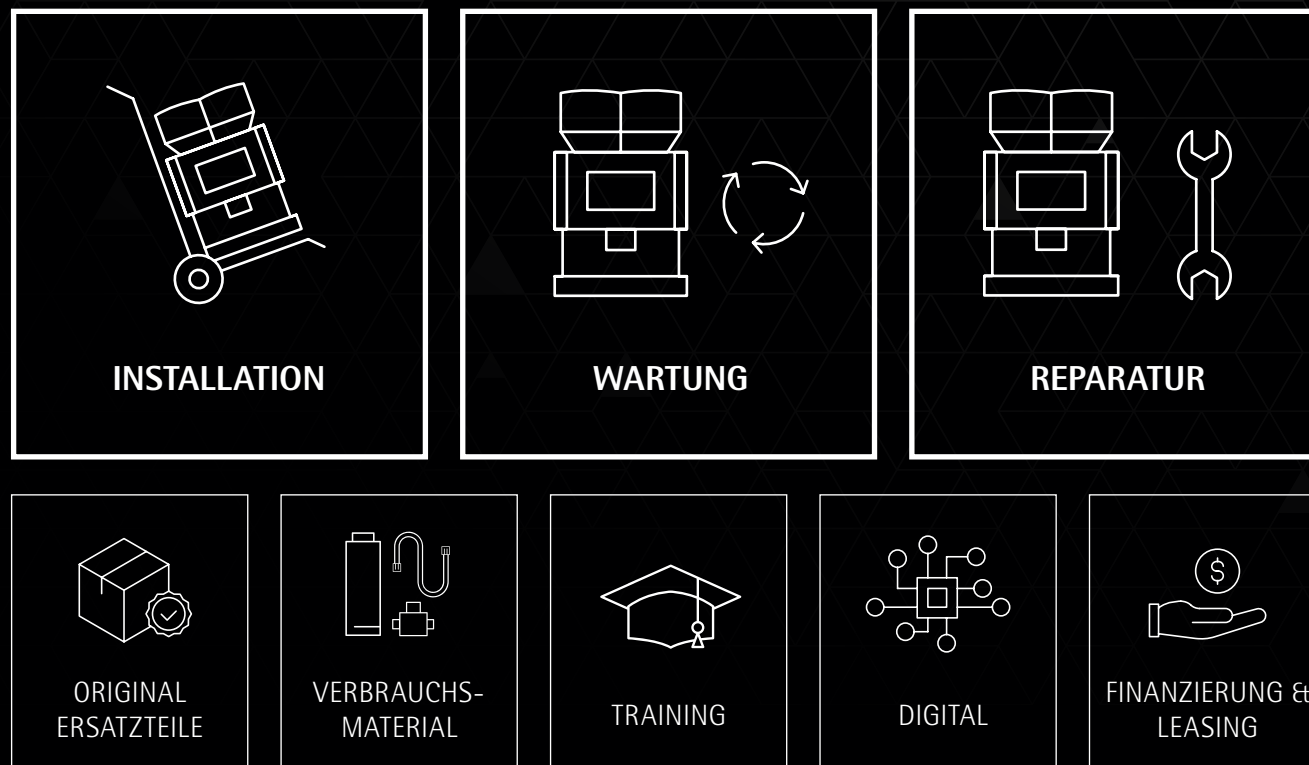 INSTALLATION
WARTUNG
REPARATUR
ORIGINAL
ERSATZTEILE
VERBRAUCHS-
MATERIAL
TRAINING
DIGITAL
$
FINANZIERUNG &
LEASING